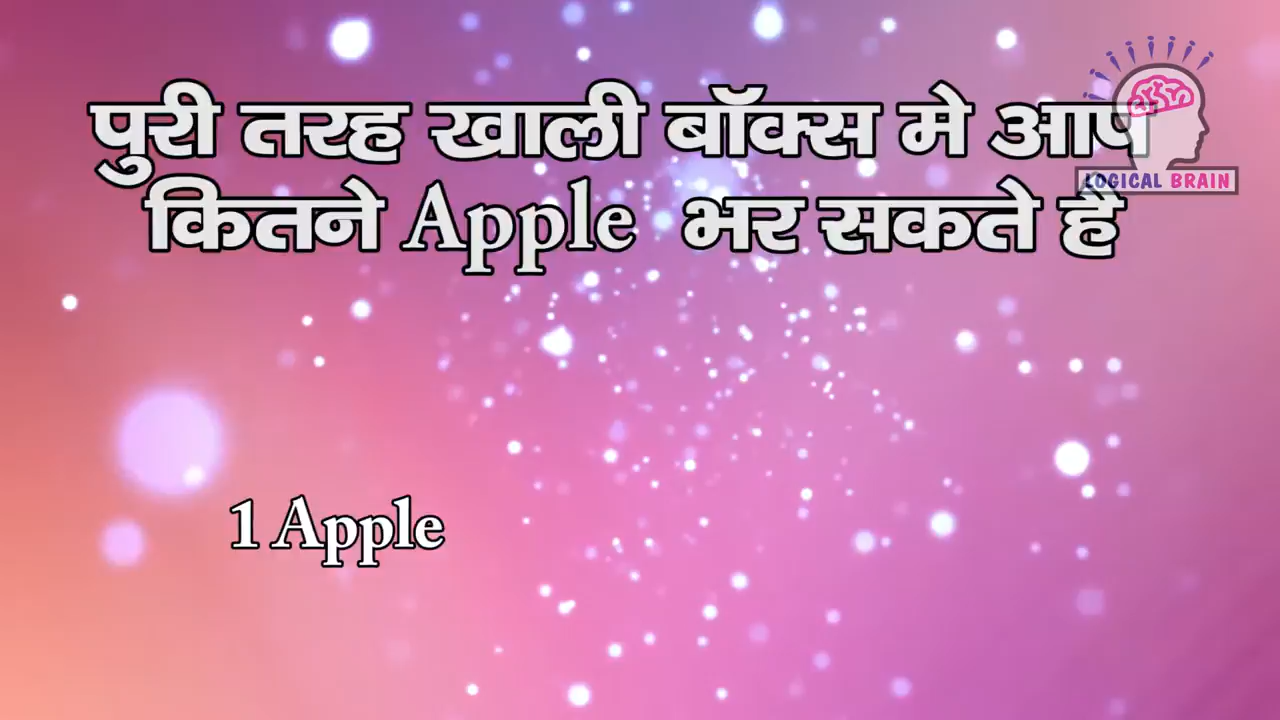 पुरी तरह खाली बॉक्स मे आप
कितने Apple भर सकते है
LOGICAL BRAIN
1 Apple